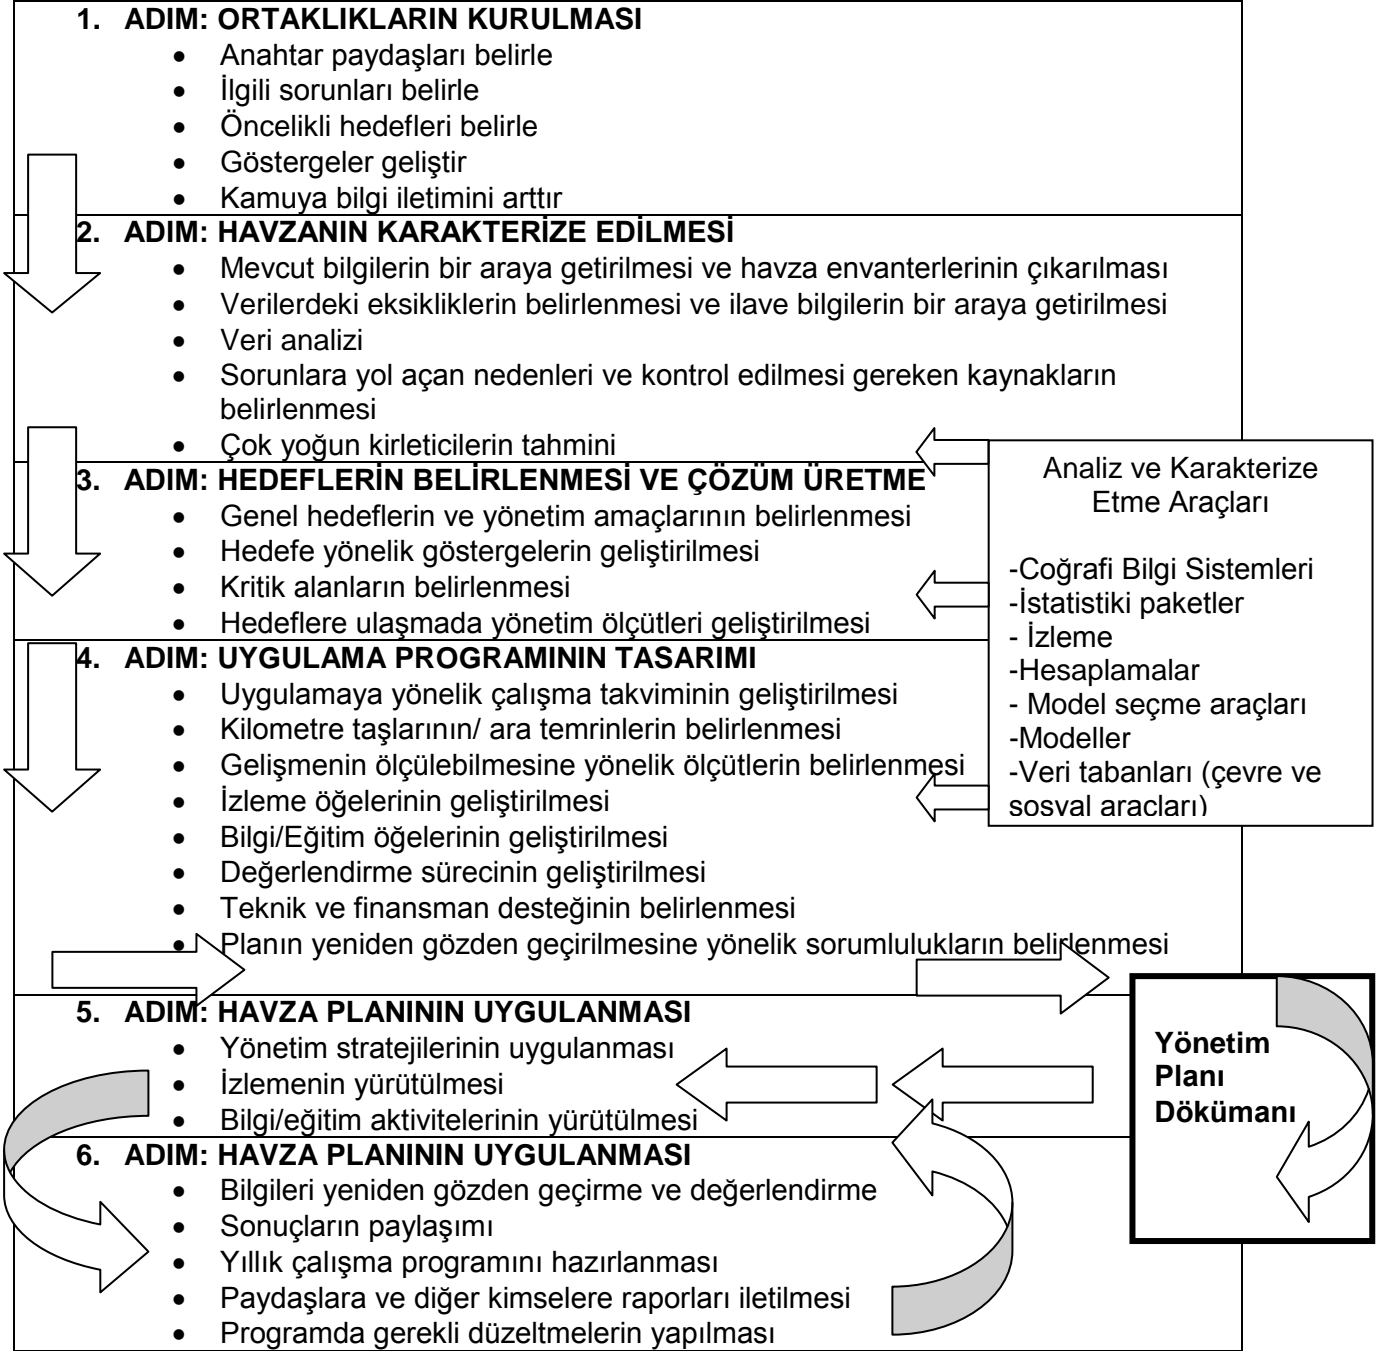 1. ADIM: ORTAKLIKLARIN KURULMASI
• Anahtar paydaşları belirle
• İlgili sorunları belirle
• Öncelikli hedefleri belirle
• Göstergeler geliştir
• Kamuya bilgi iletimini arttır
2. ADIM: HAVZANIN KARAKTERİZE EDİLMESİ
• Mevcut bilgilerin bir araya getirilmesi ve havza envanterlerinin çıkarılması
• Verilerdeki eksikliklerin belirlenmesi ve ilave bilgilerin bir araya getirilmesi
• Veri analizi
• Sorunlara yol açan nedenleri ve kontrol edilmesi gereken kaynakların
belirlenmesi
• Çok yoğun kirleticilerin tahmini
3. ADIM: HEDEFLERİN BELİRLENMESİ VE ÇÖZÜM ÜRETME
• Genel hedeflerin ve yönetim amaçlarının belirlenmesi
• Hedefe yönelik göstergelerin geliştirilmesi
• Kritik alanların belirlenmesi
• Hedeflere ulaşmada yönetim ölçütleri geliştirilmesi
4. ADIM: UYGULAMA PROGRAMININ TASARIMI
• Uygulamaya yönelik çalışma takviminin geliştirilmesi
• Kilometre taşlarının/ ara temrinlerin belirlenmesi
• Gelişmenin ölçülebilmesine yönelik ölçütlerin belirlenmesi
• İzleme öğelerinin geliştirilmesi
• Bilgi/Eğitim öğelerinin geliştirilmesi
• Değerlendirme sürecinin geliştirilmesi
• Teknik ve finansman desteğinin belirlenmesi
• Planın yeniden gözden geçirilmesine yönelik sorumlulukların belirlenmesi
Analiz ve Karakterize
Etme Araçları
-Coğrafi Bilgi Sistemleri
-İstatistiki paketler
- İzleme
-Hesaplamalar
- Model seçme araçları
-Modeller
-Veri tabanları (çevre ve
sosyal araçları)
5. ADIM: HAVZA PLANININ UYGULANMASI
• Yönetim stratejilerinin uygulanması
• İzlemenin yürütülmesi
• Bilgi/eğitim aktivitelerinin yürütülmesi
Yönetim
Planı
Dökümanı
6. ADIM: HAVZA PLANININ UYGULANMASI
• Bilgileri yeniden gözden geçirme ve değerlendirme
• Sonuçların paylaşımı
• Yıllık çalışma programını hazırlanması
• Paydaşlara ve diğer kimselere raporları iletilmesi
• Programda gerekli düzeltmelerin yapılması